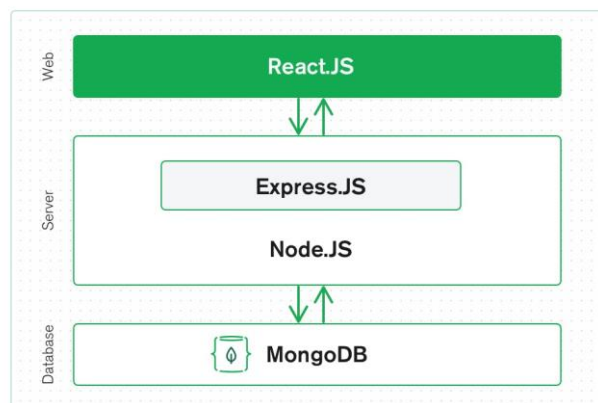 Web
React.JS
Server
Express.JS
Node.JS
Database
MongoDB